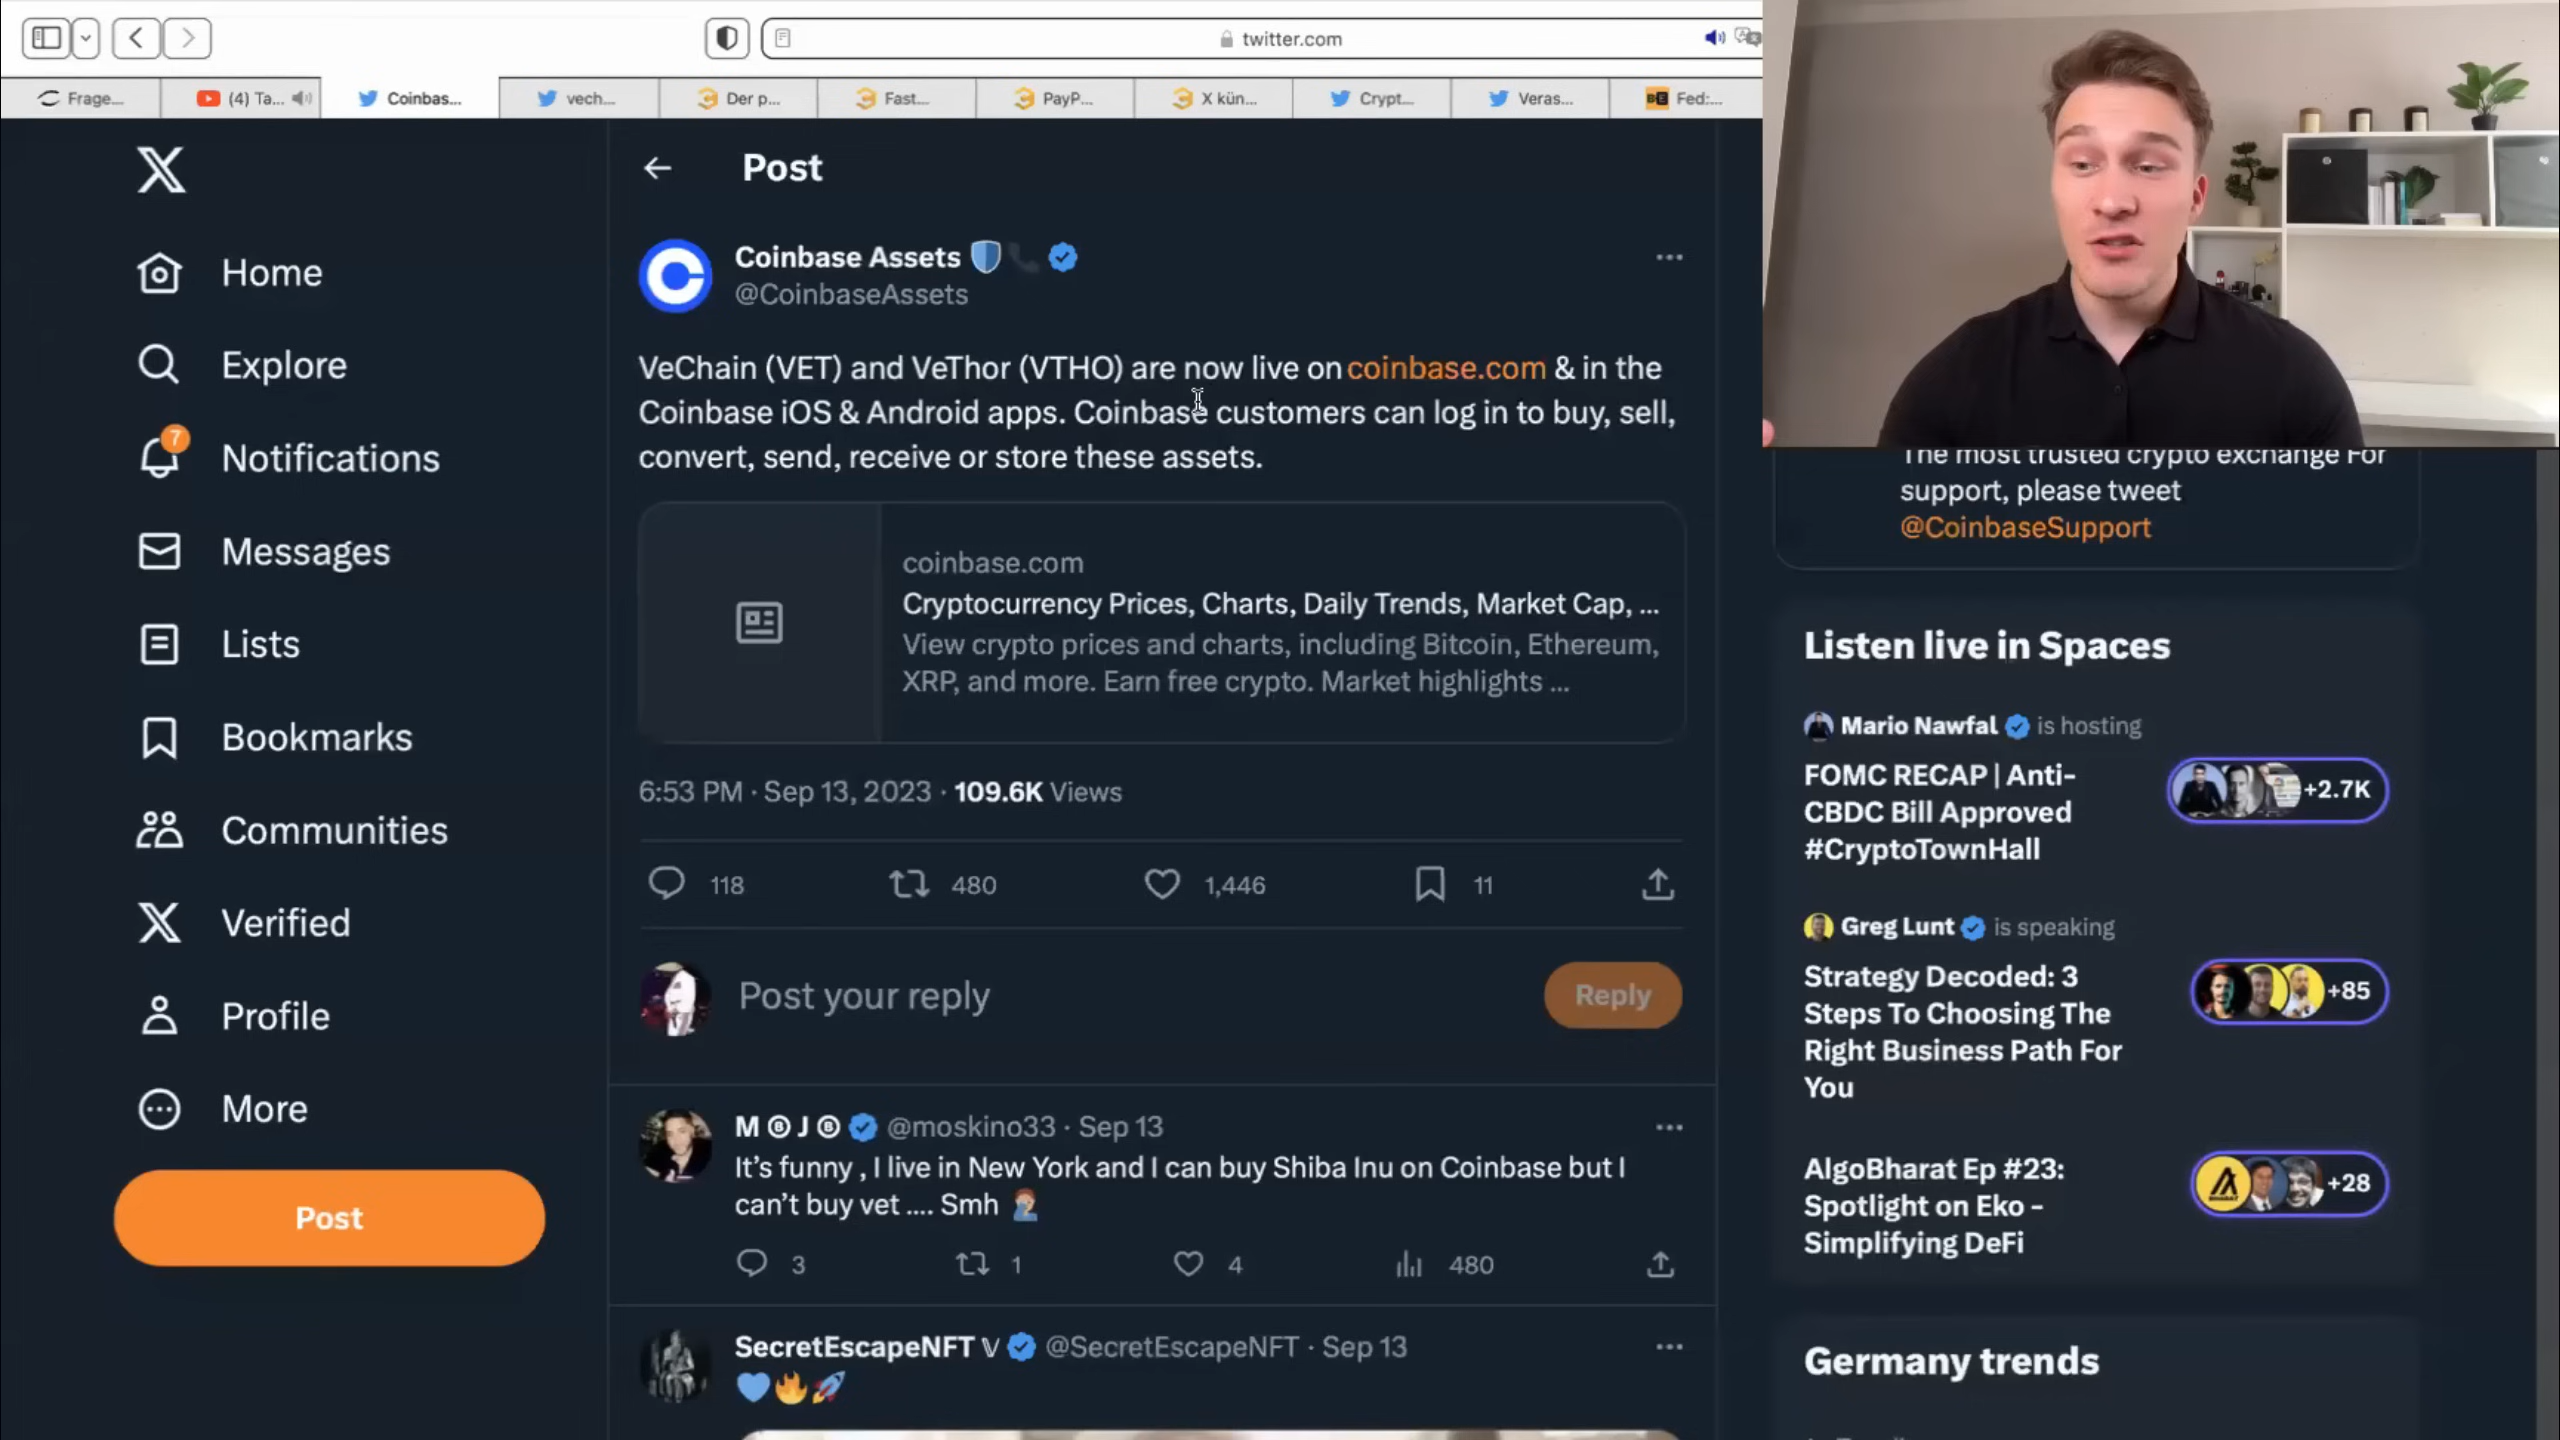 twitter.com
Frage...
(4) Ta...
Coinbas...
vech...
Der p...
Fast...
PayP...
X kün...
Crypt...
Veras...
BE Fed:...
Home
Explore
7
Notifications
Messages
Lists
Bookmarks
Communities
Verified
Profile
More
Post
Post
Coinbase Assets
@CoinbaseAssets
VeChain (VET) and VeThor (VTHO) are now live on coinbase.com & in the
Coinbase iOS & Android apps. Coinbase customers can log in to buy, sell,
convert, send, receive or store these assets.
coinbase.com
Cryptocurrency Prices, Charts, Daily Trends, Market Cap, ...
View crypto prices and charts, including Bitcoin, Ethereum,
XRP, and more. Earn free crypto. Market highlights ...
6:53 PM · Sep 13, 2023 · 109.6K Views
118 480 1,446 11
Post your reply
Reply
M Ⓑ J Ⓑ @moskino33 · Sep 13
It's funny , I live in New York and I can buy Shiba Inu on Coinbase but I
can't buy vet .... Smh
3 1 4 480
SecretEscapeNFT 𝕍 @SecretEscapeNFT · Sep 13
The most trusted crypto exchange For
support, please tweet
@CoinbaseSupport
Listen live in Spaces
Mario Nawfal is hosting
FOMC RECAP | Anti-
CBDC Bill Approved
#CryptoTownHall
+2.7K
Greg Lunt is speaking
Strategy Decoded: 3
Steps To Choosing The
Right Business Path For
You
+85
AlgoBharat Ep #23:
Spotlight on Eko -
Simplifying DeFi
+28
Germany trends